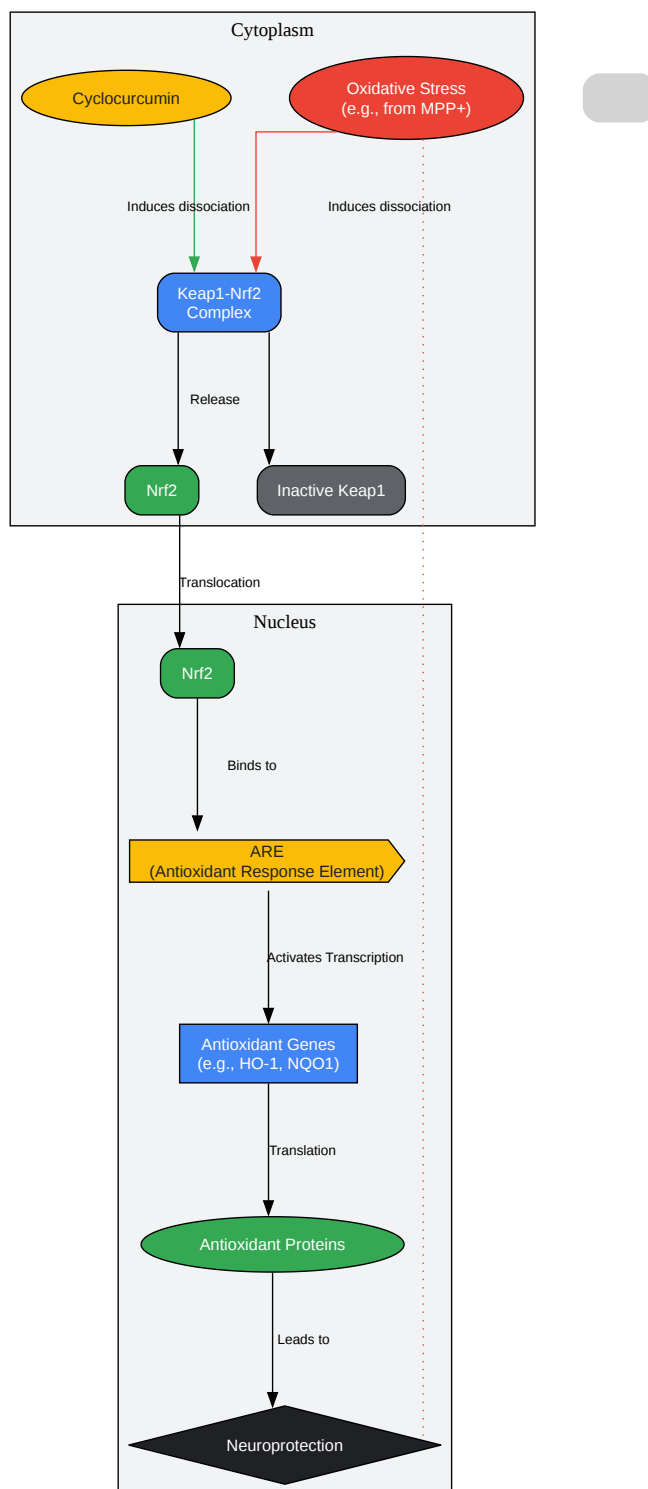 Cytoplasm
Cyclocurcumin
Oxidative Stress
(e.g., from MPP+)
Induces dissociation
Induces dissociation
Keap1-Nrf2
Complex
Release
Nrf2
Inactive Keap1
Translocation
Nucleus
Nrf2
Binds to
ARE
(Antioxidant Response Element)
Activates Transcription
Antioxidant Genes
(e.g., HO-1, NQO1)
Translation
Antioxidant Proteins
Leads to
Neuroprotection